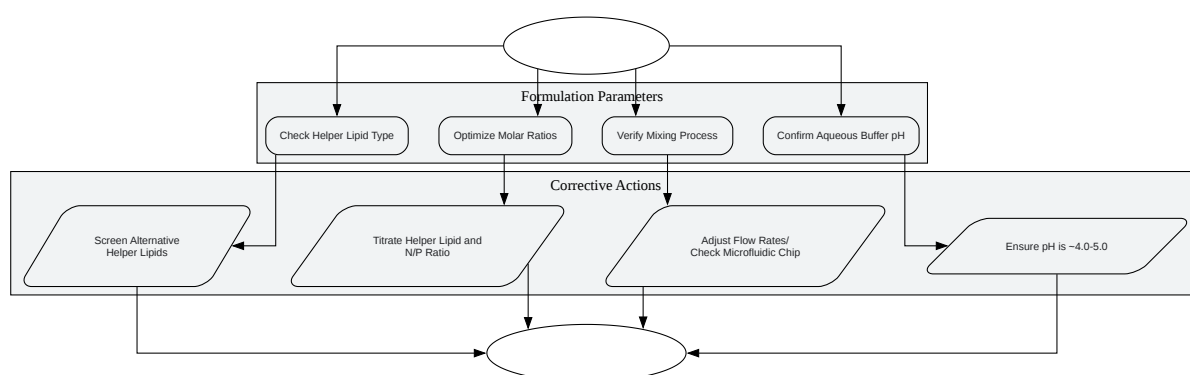 Formulation Parameters
Check Helper Lipid Type
Optimize Molar Ratios
Verify Mixing Process
Confirm Aqueous Buffer pH
Corrective Actions
Screen Alternative
Helper Lipids
Titrate Helper Lipid and
N/P Ratio
Adjust Flow Rates/
Check Microfluidic Chip
Ensure pH is ~4.0-5.0